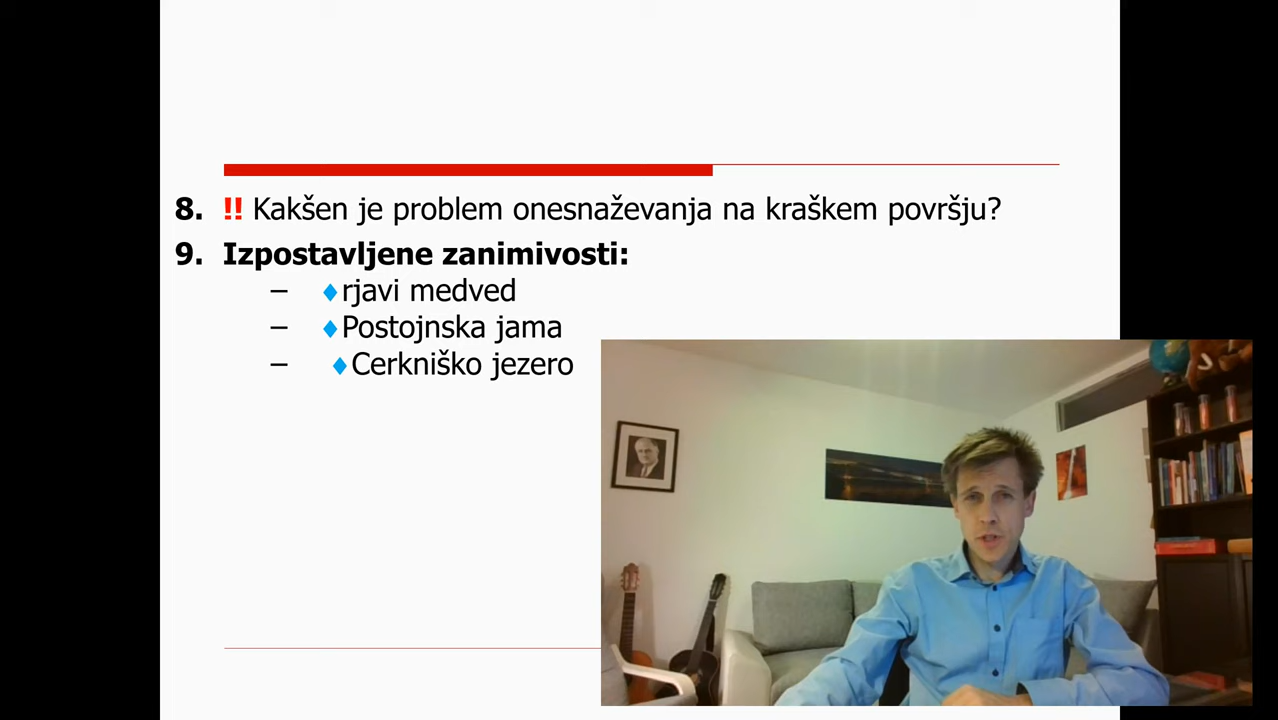 8. !! Kakšen je problem onesnaževanja na kraškem površju?
9. Izpostavljene zanimivosti:
– ♦rjavi medved
– ♦Postojnska jama
– ♦Cerkniško jezero